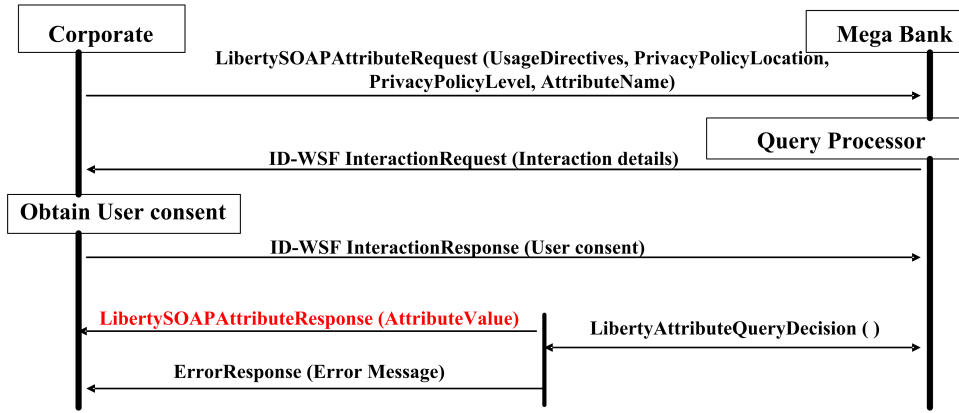 Corporate
Mega Bank
LibertySOAPAttributeRequest (UsageDirectives, PrivacyPolicyLocation,
PrivacyPolicyLevel, AttributeName)
Query Processor
ID-WSF InteractionRequest (Interaction details)
Obtain User consent
ID-WSF InteractionResponse (User consent)
LibertySOAPAttributeResponse (AttributeValue)
LibertyAttributeQueryDecision ( )
ErrorResponse (Error Message)